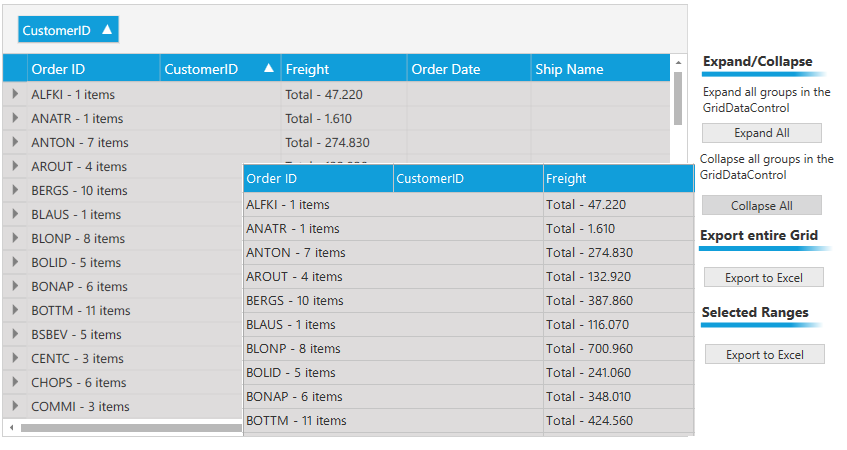 CustomerID
Order ID CustomerID Freight Order Date Ship Name
ALFKI - 1 items Total - 47.220
ANATR - 1 items Total - 1.610
ANTON - 7 items Total - 274.830
AROUT - 4 items
BERGS - 10 items
BLAUS - 1 items
BLONP - 8 items
BOLID - 5 items
BONAP - 6 items
BOTTM - 11 items
BSBEV - 5 items
CENTC - 3 items
CHOPS - 6 items
COMMI - 3 items
Order ID CustomerID Freight
ALFKI - 1 items Total - 47.220
ANATR - 1 items Total - 1.610
ANTON - 7 items Total - 274.830
AROUT - 4 items Total - 132.920
BERGS - 10 items Total - 387.860
BLAUS - 1 items Total - 116.070
BLONP - 8 items Total - 700.960
BOLID - 5 items Total - 241.060
BONAP - 6 items Total - 348.010
BOTTM - 11 items Total - 424.560
Expand/Collapse
Expand all groups in the
GridDataControl
Expand All
Collapse all groups in the
GridDataControl
Collapse All
Export entire Grid
Export to Excel
Selected Ranges
Export to Excel